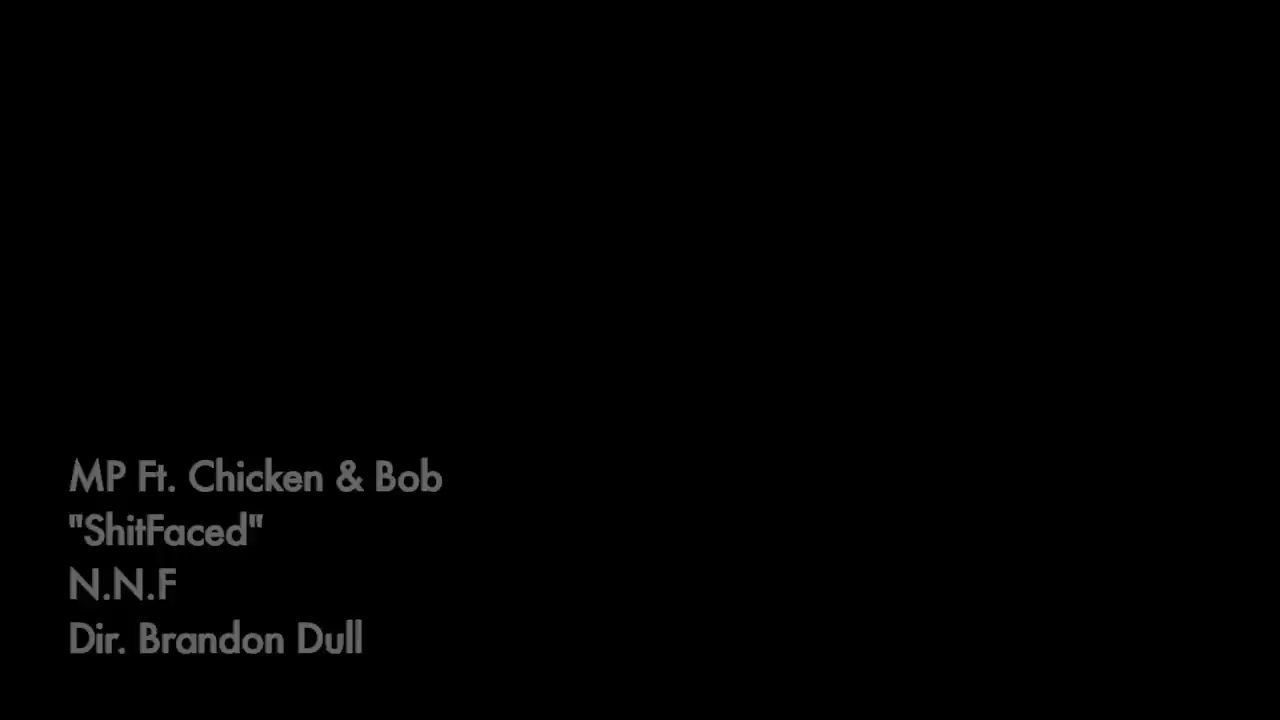 MP Ft. Chicken & Bob
"ShitFaced"
N.N.F
Dir. Brandon Dull